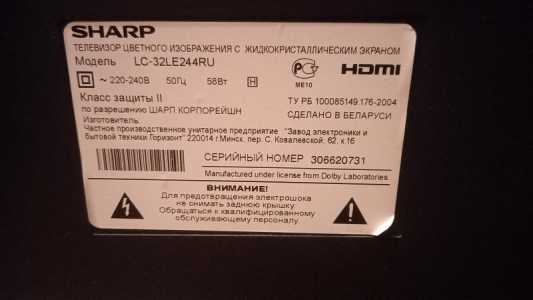 SHARP
ТЕЛЕВИЗОР ЦВЕТНОГО ИЗОБРАЖЕНИЯ С ЖИДКОКРИСТАЛЛИЧЕСКИМ ЭКРАНОМ
Модель LC-32LE244RU
~ 220-240В 50Гц 58Вт Н
РС
МЕ10
HDMI
Класс защиты II
ТУ РБ 100085149.176-2004
по разрешению ШАРП КОРПОРЕЙШН
СДЕЛАНО В БЕЛАРУСИ
Изготовитель:
Частное производственное унитарное предприятие "Завод электроники и
бытовой техники Горизонт" 220014 г.Минск, пер. С. Ковалевской, 62, к.16
СЕРИЙНЫЙ НОМЕР 306620731
Manufactured under license from Dolby Laboratories.
ВНИМАНИЕ!
Для предотвращения электрошока
не снимать заднюю крышку.
Обращаться к квалифицированному
обслуживающему персоналу